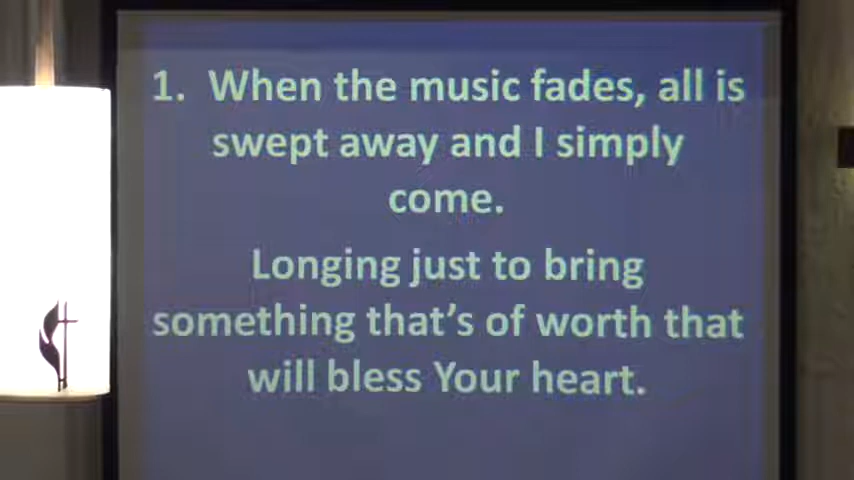 1. When the music fades, all is
swept away and I simply
come.
Longing just to bring
something that's of worth that
will bless Your heart.